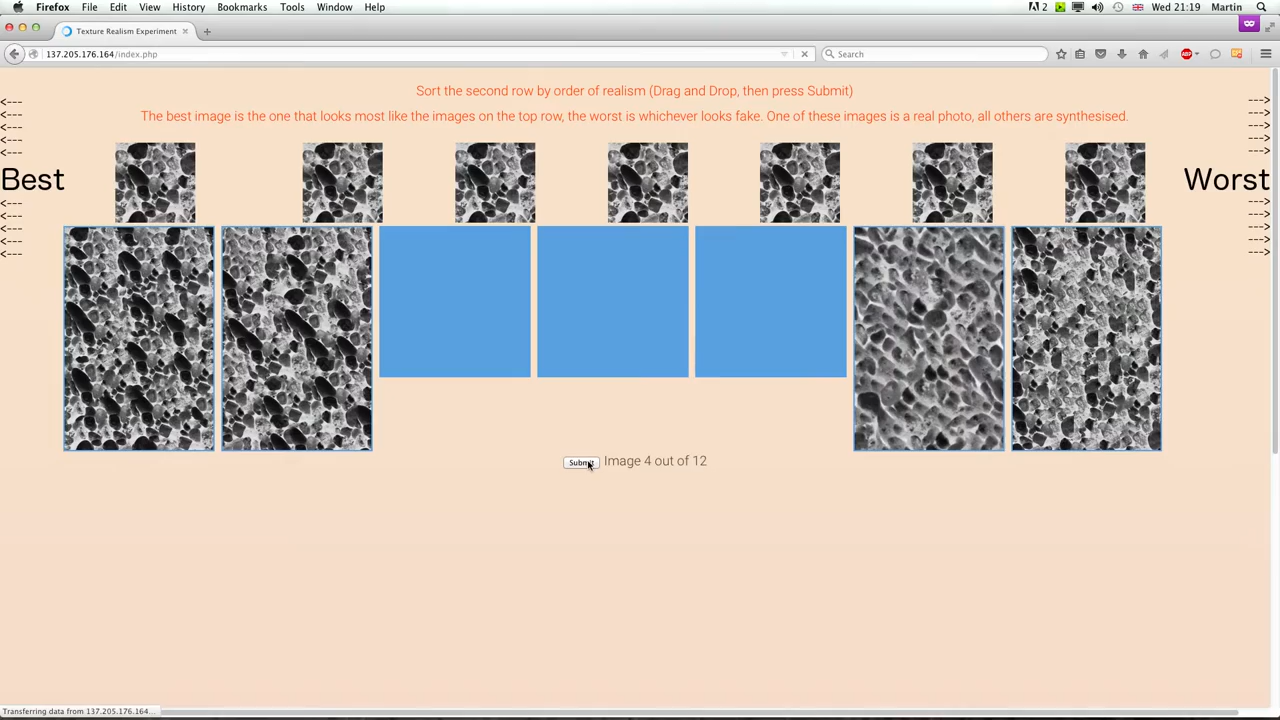 Firefox File Edit View History Bookmarks Tools Window Help 2 Wed 21:19 Martin
Texture Realism Experiment
137.205.176.164/index.php Search ABP
Sort the second row by order of realism (Drag and Drop, then press Submit)
The best image is the one that looks most like the images on the top row, the worst is whichever looks fake. One of these images is a real photo, all others are synthesised.
<--- --->
<--- --->
<--- --->
<--- --->
<--- --->
Best Worst
<--- --->
<--- --->
<--- --->
<--- --->
<--- --->
Submit Image 4 out of 12
Transferring data from 137.205.176.164...